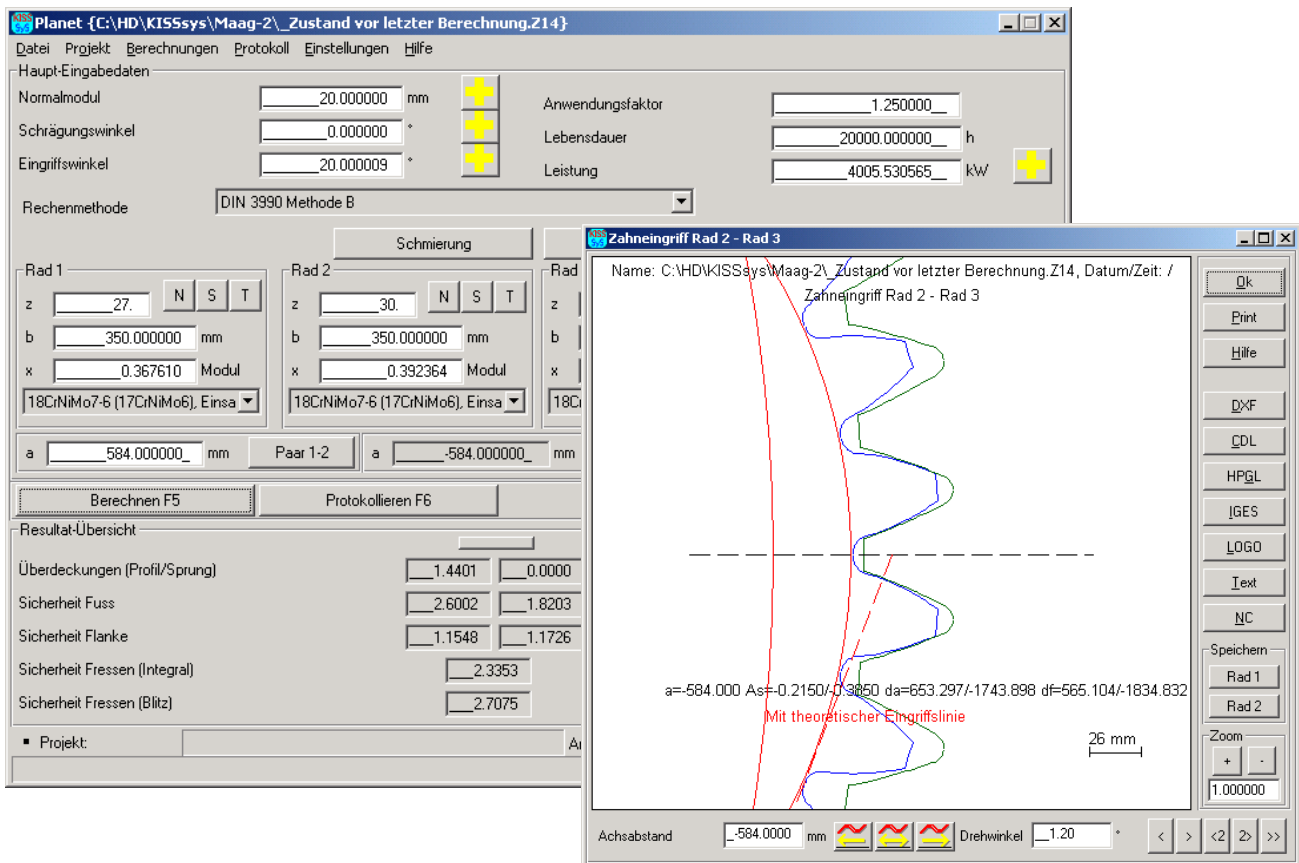 KISS SyS Planet {C:\HD\KISSsys\Maag-2\_Zustand vor letzter Berechnung.Z14}
Datei Projekt Berechnungen Protokoll Einstellungen Hilfe
Haupt-Eingabedaten
Normalmodul 20.000000 mm
Anwendungsfaktor 1.250000
Schrägungswinkel 0.000000 °
Lebensdauer 20000.000000 h
Eingriffswinkel 20.000009 °
Leistung 4005.530565 kW
Rechenmethode DIN 3990 Methode B
Schmierung
Rad 1
z 27. N S T
b 350.000000 mm
x 0.367610 Modul
18CrNiMo7-6 (17CrNiMo6), Einsa
Rad 2
z 30. N S T
b 350.000000 mm
x 0.392364 Modul
18CrNiMo7-6 (17CrNiMo6), Einsa
Rad
z
b
x
18Cr
a 584.000000 mm Paar 1-2 a -584.000000 mm
Berechnen F5 Protokollieren F6
Resultat-Übersicht
Überdeckungen (Profil/Sprung) 1.4401 0.0000
Sicherheit Fuss 2.6002 1.8203
Sicherheit Flanke 1.1548 1.1726
Sicherheit Fressen (Integral) 2.3353
Sicherheit Fressen (Blitz) 2.7075
Projekt:
KISS SyS Zahneingriff Rad 2 - Rad 3
Name: C:\HD\KISSsys\Maag-2\_Zustand vor letzter Berechnung.Z14, Datum/Zeit: /
Zahneingriff Rad 2 - Rad 3
a=-584.000 As=-0.2150/-0.3850 da=653.297/-1743.898 df=565.104/-1834.832
Mit theoretischer Eingriffslinie
26 mm
Ok
Print
Hilfe
DXF
CDL
HPGL
IGES
LOGO
Text
NC
Speichern
Rad 1
Rad 2
Zoom
+ -
1.000000
Achsabstand -584.0000 mm Drehwinkel 1.20 ° < > <2 2> >>